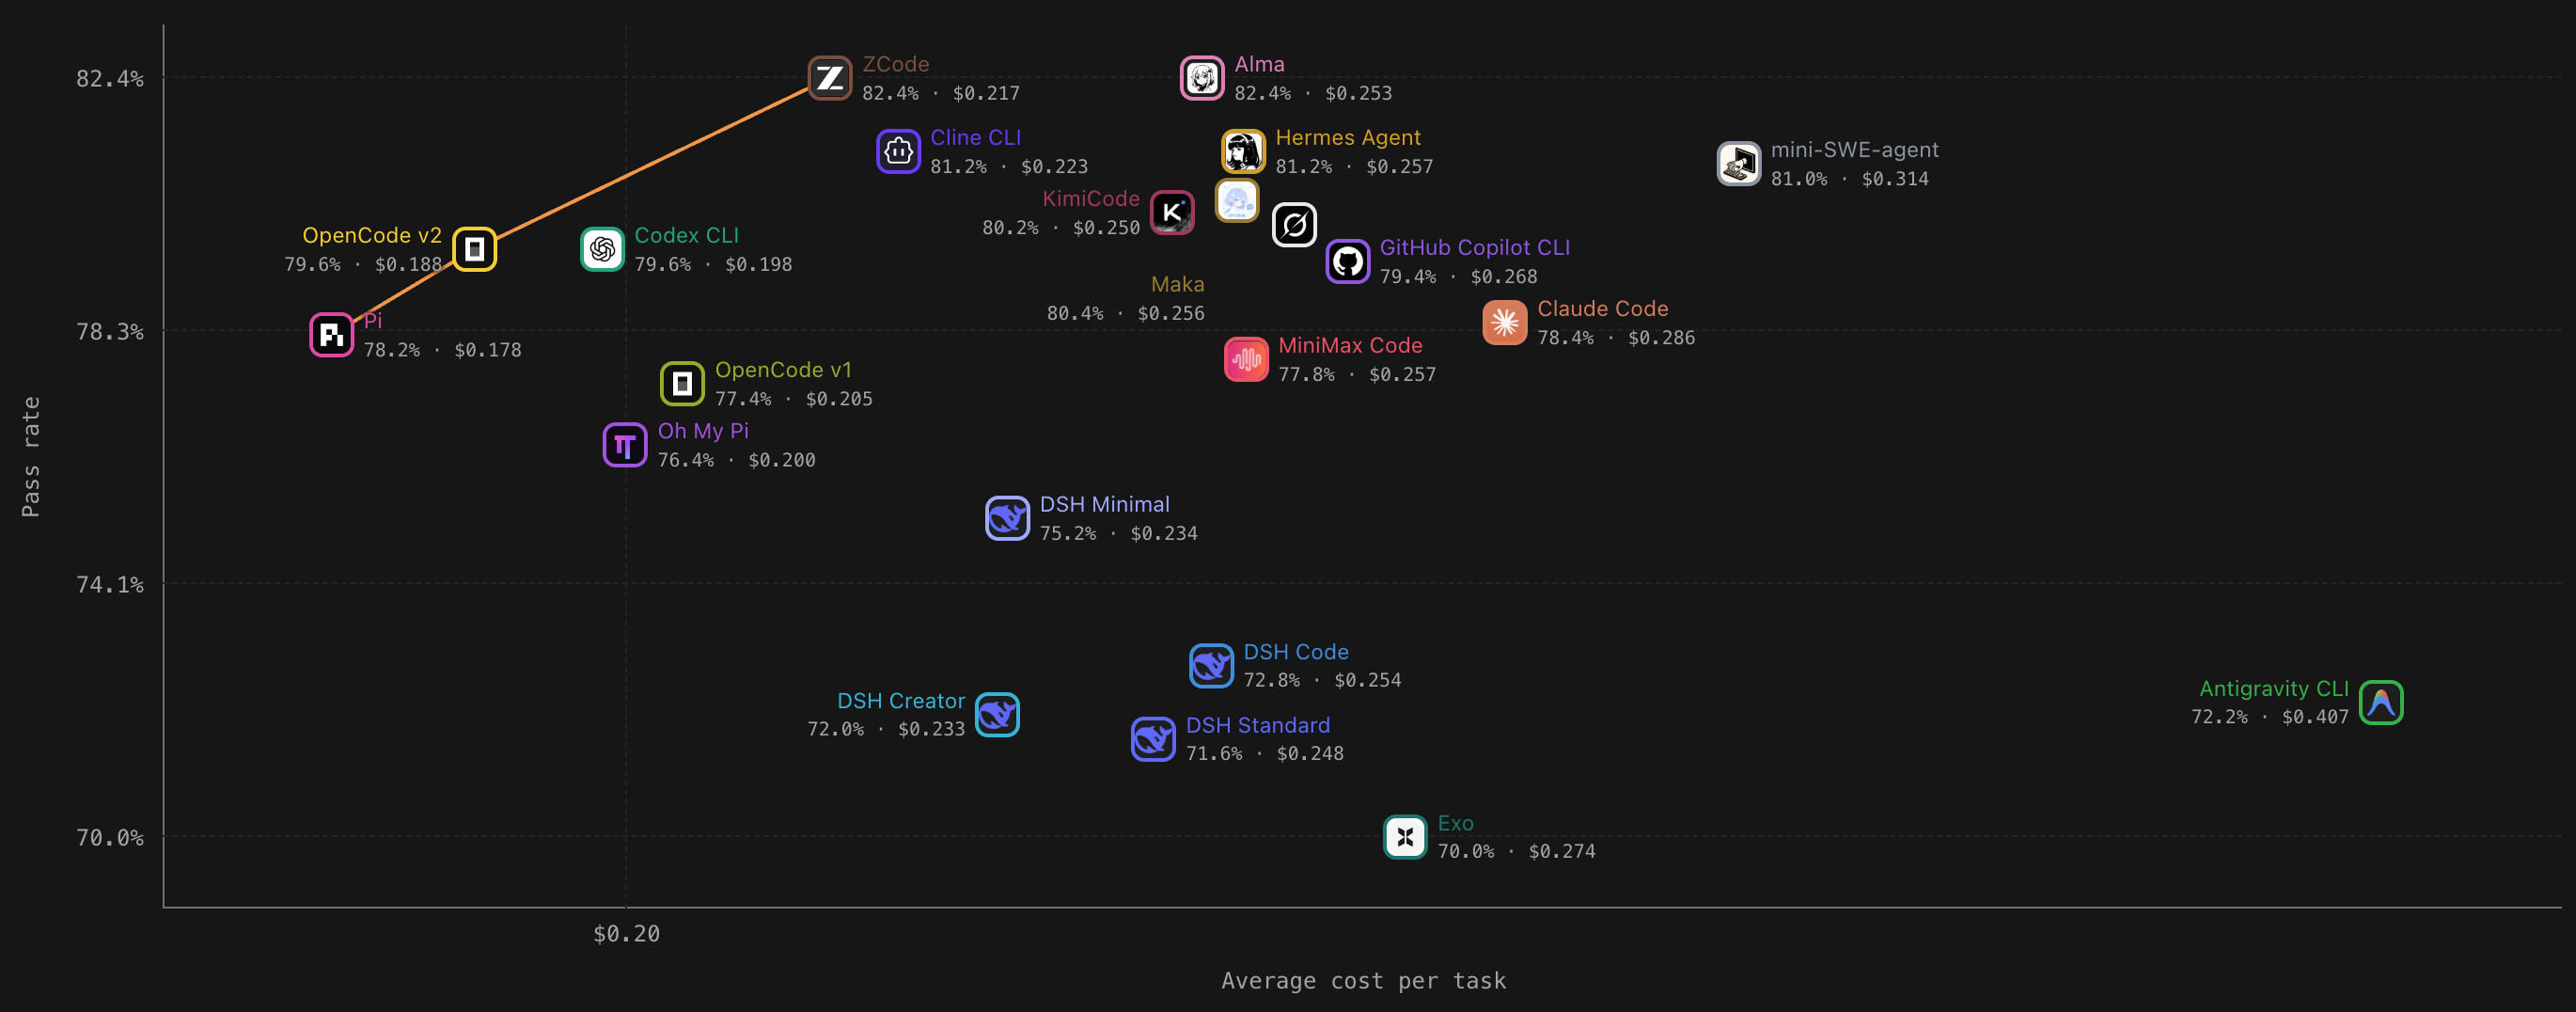 82.4%
ZCode
82.4% · $0.217
Alma
82.4% · $0.253
Cline CLI
81.2% · $0.223
Hermes Agent
81.2% · $0.257
mini-SWE-agent
81.0% · $0.314
KimiCode
80.2% · $0.250
OpenCode v2
79.6% · $0.188
Codex CLI
79.6% · $0.198
GitHub Copilot CLI
79.4% · $0.268
Maka
80.4% · $0.256
Claude Code
78.4% · $0.286
78.3%
Pi
78.2% · $0.178
MiniMax Code
77.8% · $0.257
OpenCode v1
77.4% · $0.205
Oh My Pi
76.4% · $0.200
Pass rate
DSH Minimal
75.2% · $0.234
74.1%
DSH Code
72.8% · $0.254
Antigravity CLI
72.2% · $0.407
DSH Creator
72.0% · $0.233
DSH Standard
71.6% · $0.248
70.0%
Exo
70.0% · $0.274
$0.20
Average cost per task